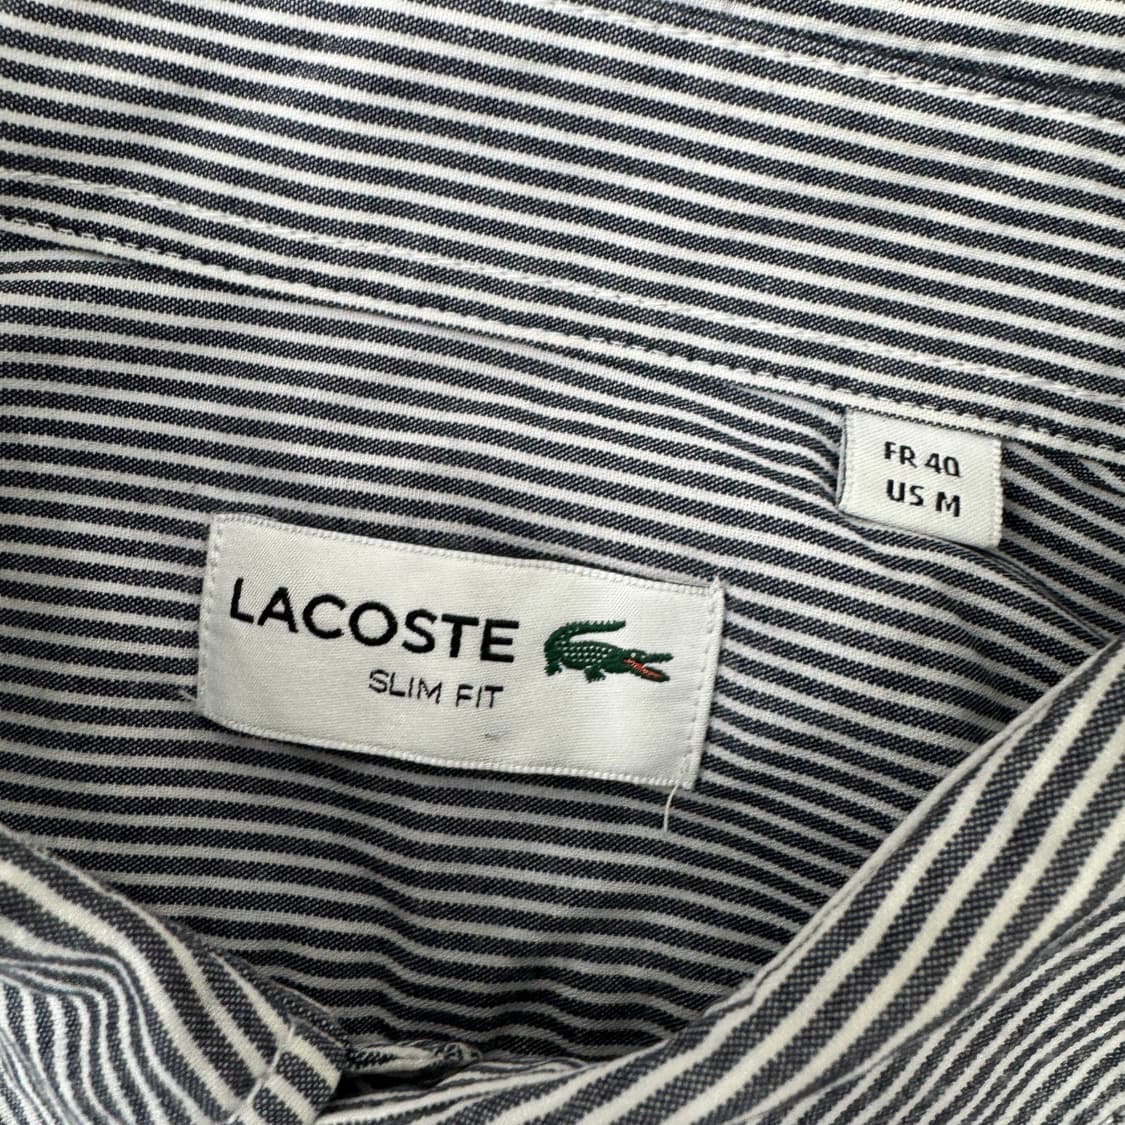 FR 40
US M
LACOSTE
SLIM FIT